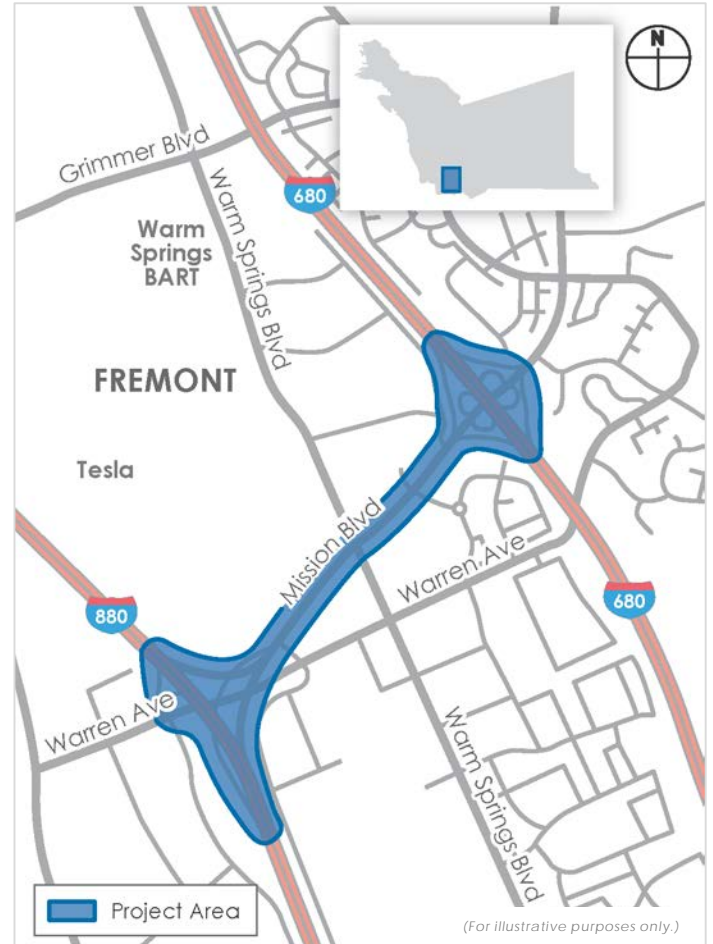 N
Grimmer Blvd
680
Warm
Springs
BART
Warm Springs Blvd
FREMONT
Tesla
Mission Blvd
Warren Ave
680
880
Warren Ave
Warm Springs Blvd
Project Area
(For illustrative purposes only.)